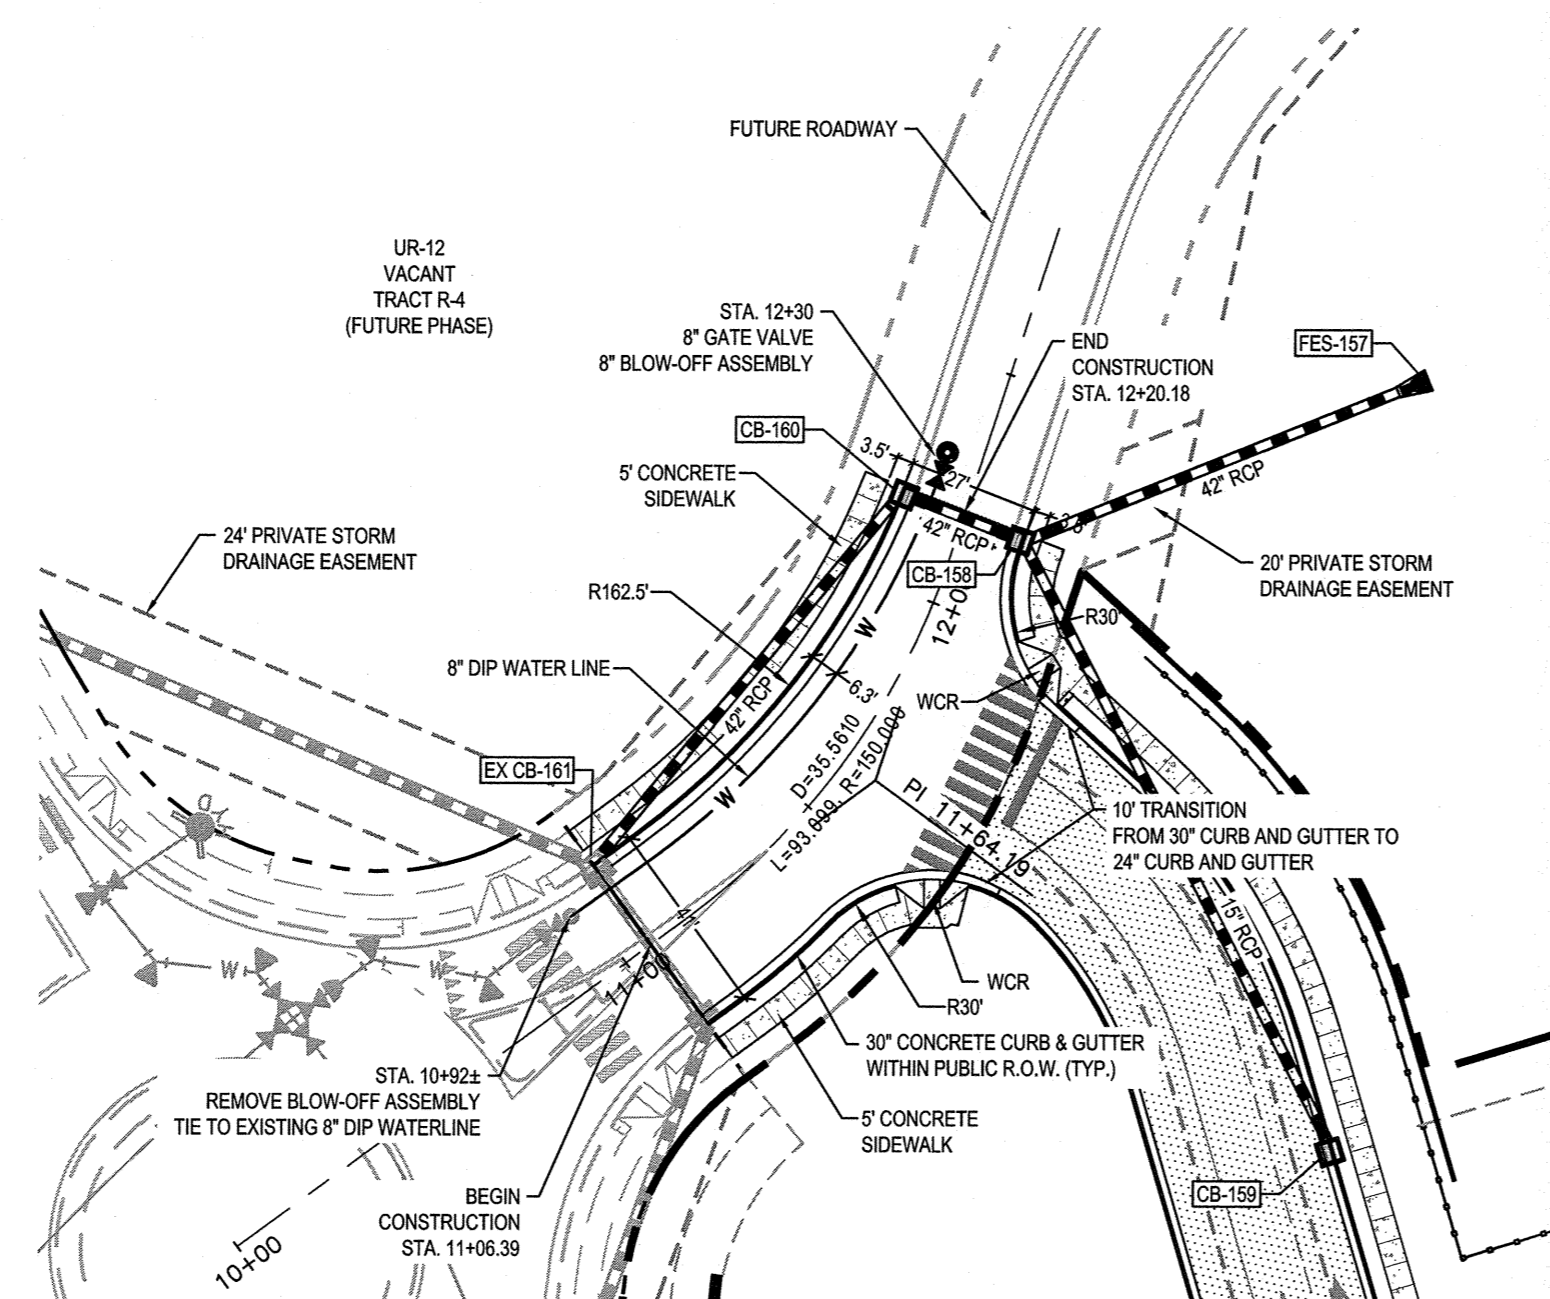 FUTURE ROADWAY
UR-12
VACANT
TRACT R-4
(FUTURE PHASE)
STA. 12+30
8" GATE VALVE
8" BLOW-OFF ASSEMBLY
END
CONSTRUCTION
STA. 12+20.18
FES-157
CB-160
3.5'
27'
5' CONCRETE
SIDEWALK
42" RCP
42" RCP
24' PRIVATE STORM
DRAINAGE EASEMENT
CB-158
20' PRIVATE STORM
DRAINAGE EASEMENT
R162.5'
12+0
R30'
W
8" DIP WATER LINE
6.3'
WCR
42" RCP
EX CB-161
W
D=35.5610
L=93.099, R=150.000
PI 11+64.19
10' TRANSITION
FROM 30" CURB AND GUTTER TO
24" CURB AND GUTTER
41'
15" RCP
W
W
11+00
WCR
R30'
30" CONCRETE CURB & GUTTER
WITHIN PUBLIC R.O.W. (TYP.)
STA. 10+92±
REMOVE BLOW-OFF ASSEMBLY
TIE TO EXISTING 8" DIP WATERLINE
5' CONCRETE
SIDEWALK
CB-159
BEGIN
CONSTRUCTION
STA. 11+06.39
10+00